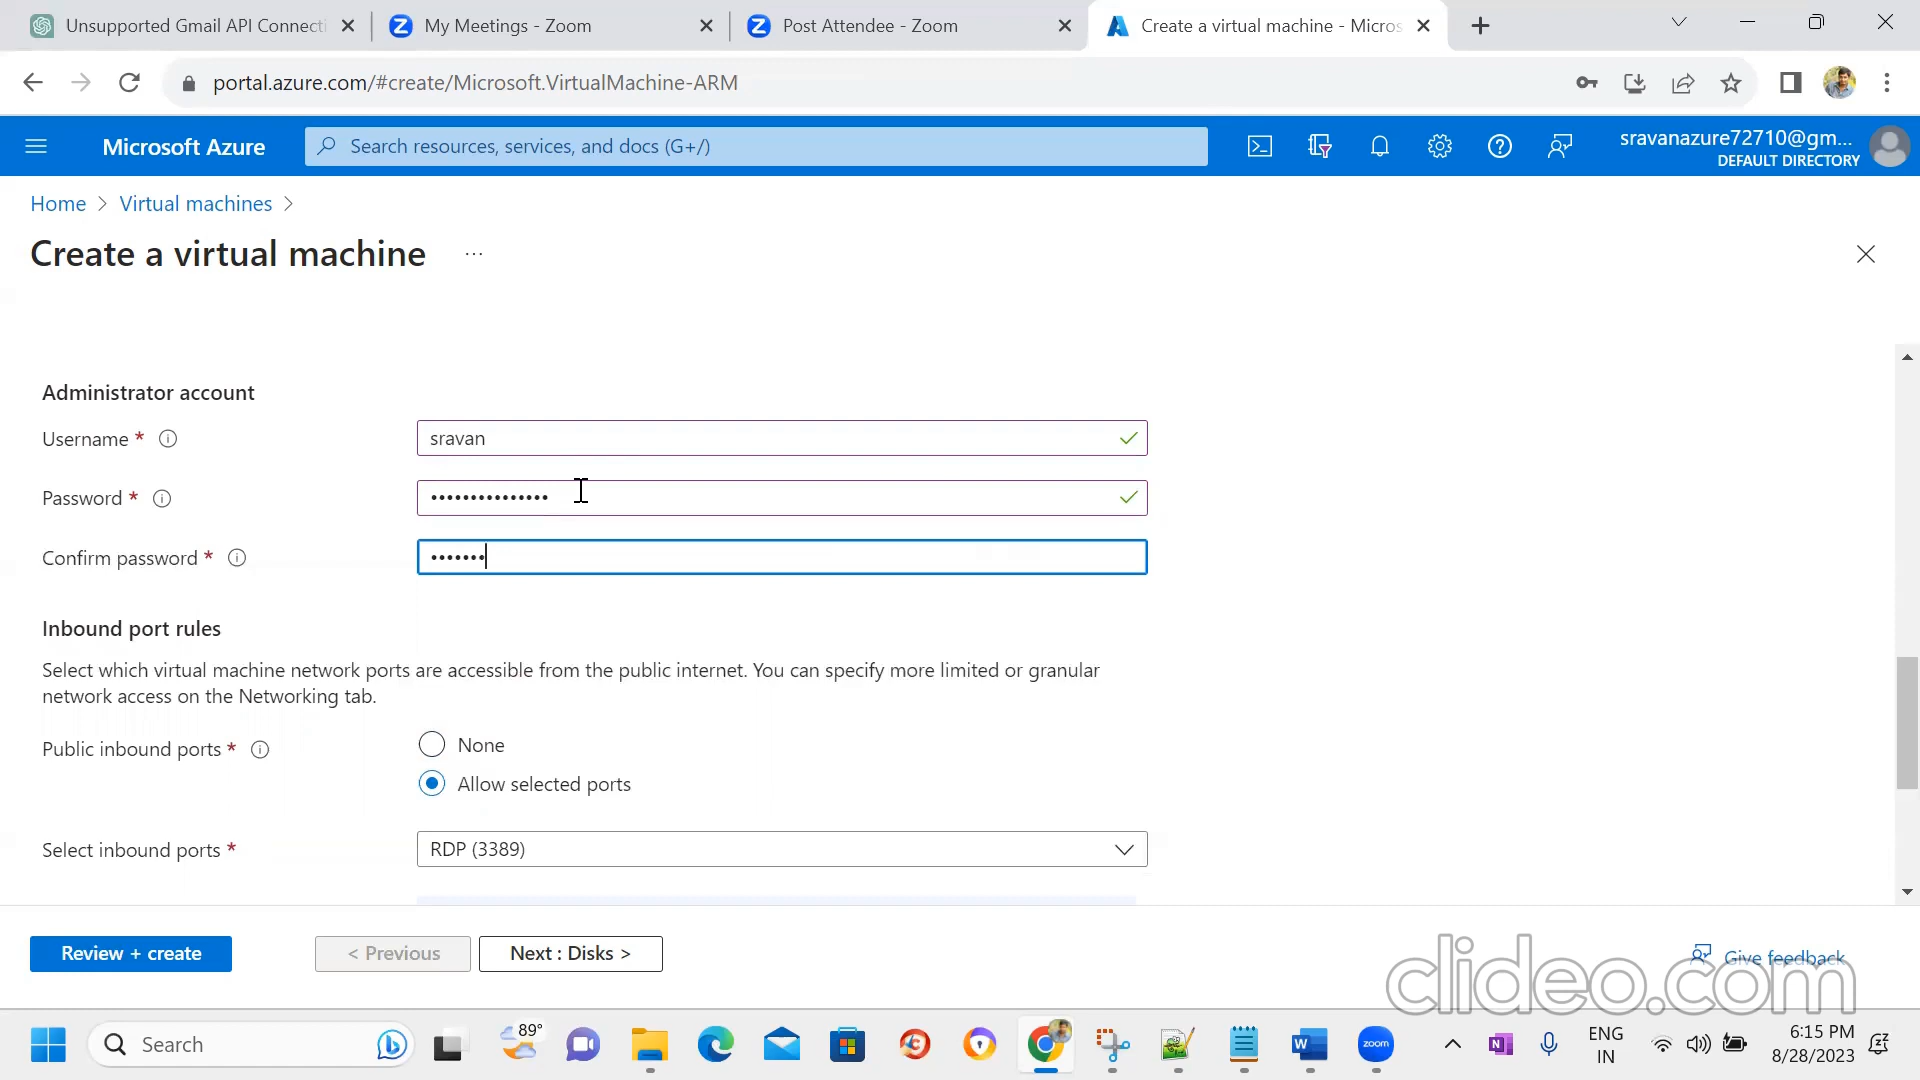 Unsupported Gmail API Connecti
My Meetings - Zoom
Post Attendee - Zoom
Create a virtual machine - Micros
portal.azure.com/#create/Microsoft.VirtualMachine-ARM
Microsoft Azure
Search resources, services, and docs (G+/)
sravanazure72710@gm...
DEFAULT DIRECTORY
Home > Virtual machines >
Create a virtual machine ...
Administrator account
Username *
sravan
Password *
•••••••••••••••
Confirm password *
•••••••
Inbound port rules
Select which virtual machine network ports are accessible from the public internet. You can specify more limited or granular
network access on the Networking tab.
Public inbound ports *
None
Allow selected ports
Select inbound ports *
RDP (3389)
Review + create
< Previous
Next : Disks >
Give feedback
clideo.com
Search
89°
zoom
ENG
IN
6:15 PM
8/28/2023